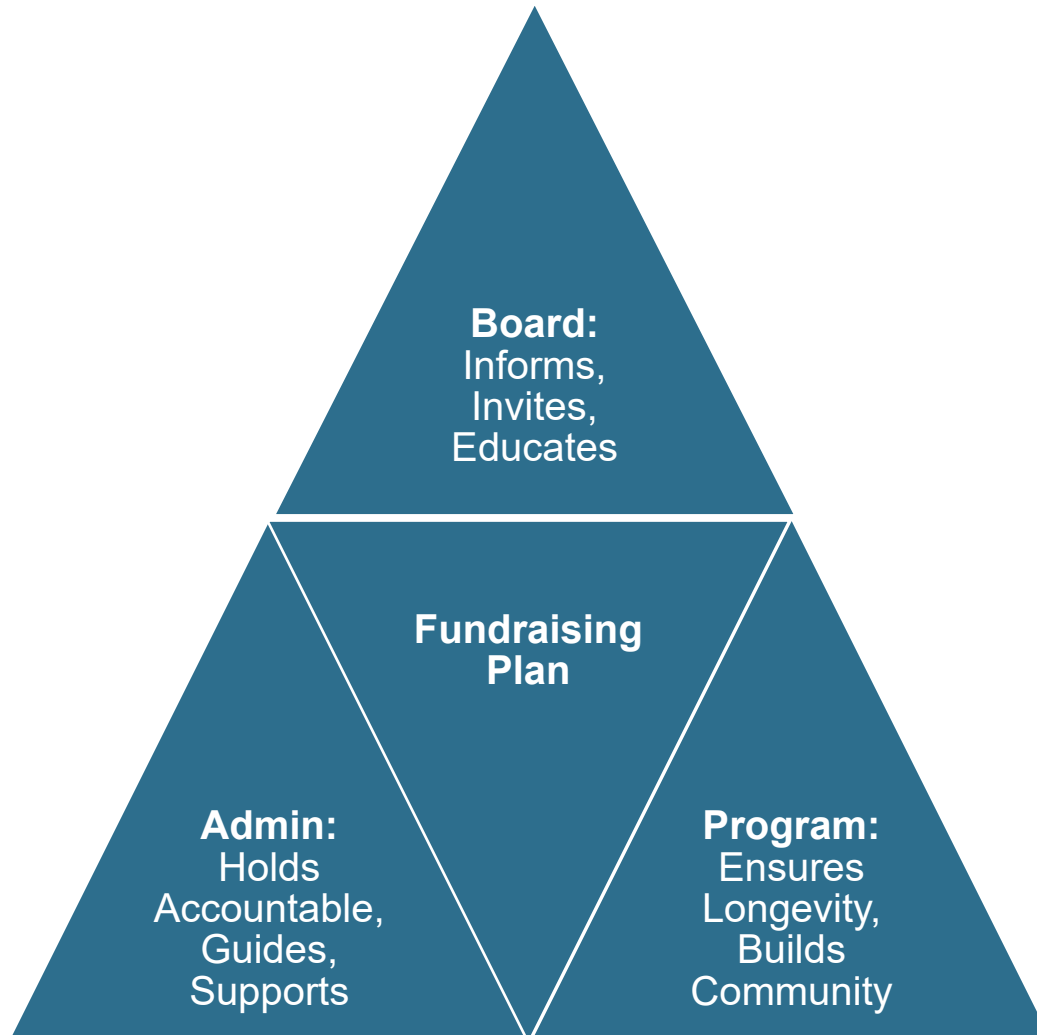 Board:
Informs,
Invites,
Educates
Fundraising
Plan
Admin:
Holds
Accountable,
Guides,
Supports
Program:
Ensures
Longevity,
Builds
Community